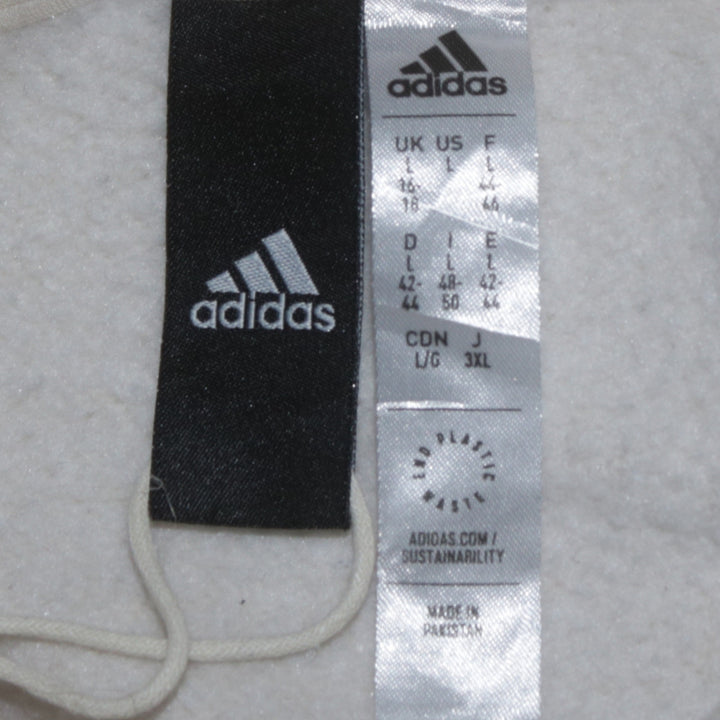 adidas
adidas
UK US F
L L L
16- 44-
18 46
D I E
L L L
42- 48- 42-
44 50 44
CDN J
L/G 3XL
END PLASTIC WASTE
ADIDAS.COM/
SUSTAINABILITY
MADE IN
PAKISTAN